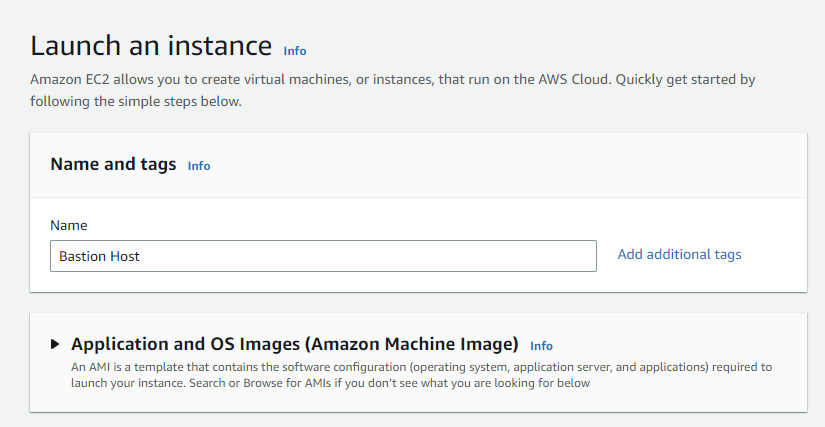 Launch an instance Info
Amazon EC2 allows you to create virtual machines, or instances, that run on the AWS Cloud. Quickly get started by
following the simple steps below.
Name and tags Info
Name
Bastion Host
Add additional tags
Application and OS Images (Amazon Machine Image) Info
An AMI is a template that contains the software configuration (operating system, application server, and applications) required to
launch your instance. Search or Browse for AMIs if you don't see what you are looking for below